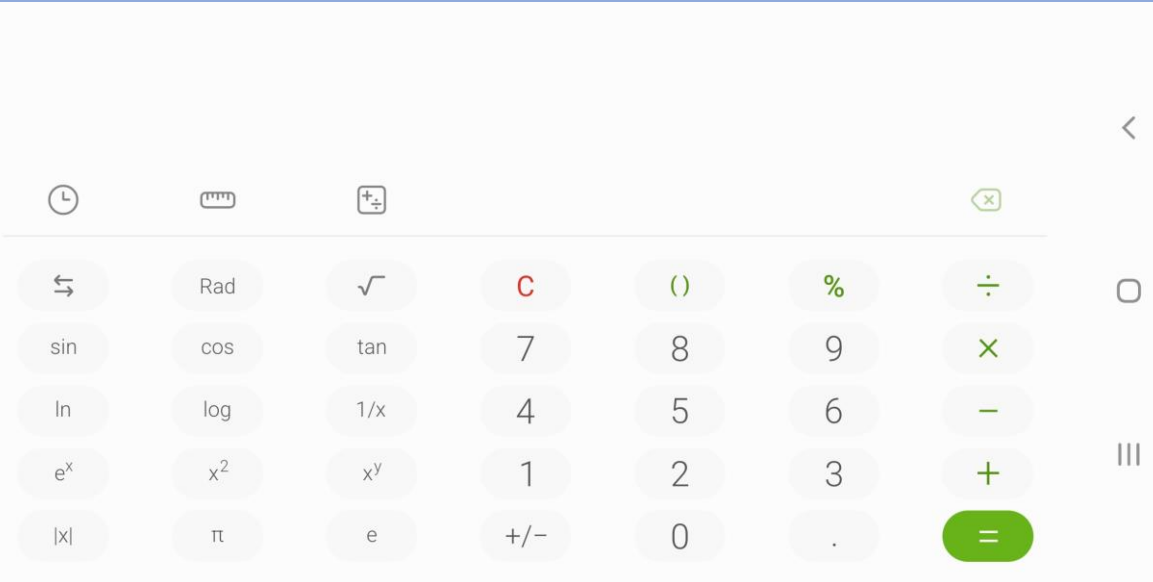 Rad √ C () % ÷
sin cos tan 7 8 9 ×
ln log 1/x 4 5 6 −
eˣ x² xʸ 1 2 3 +
|x| π e +/− 0 . =